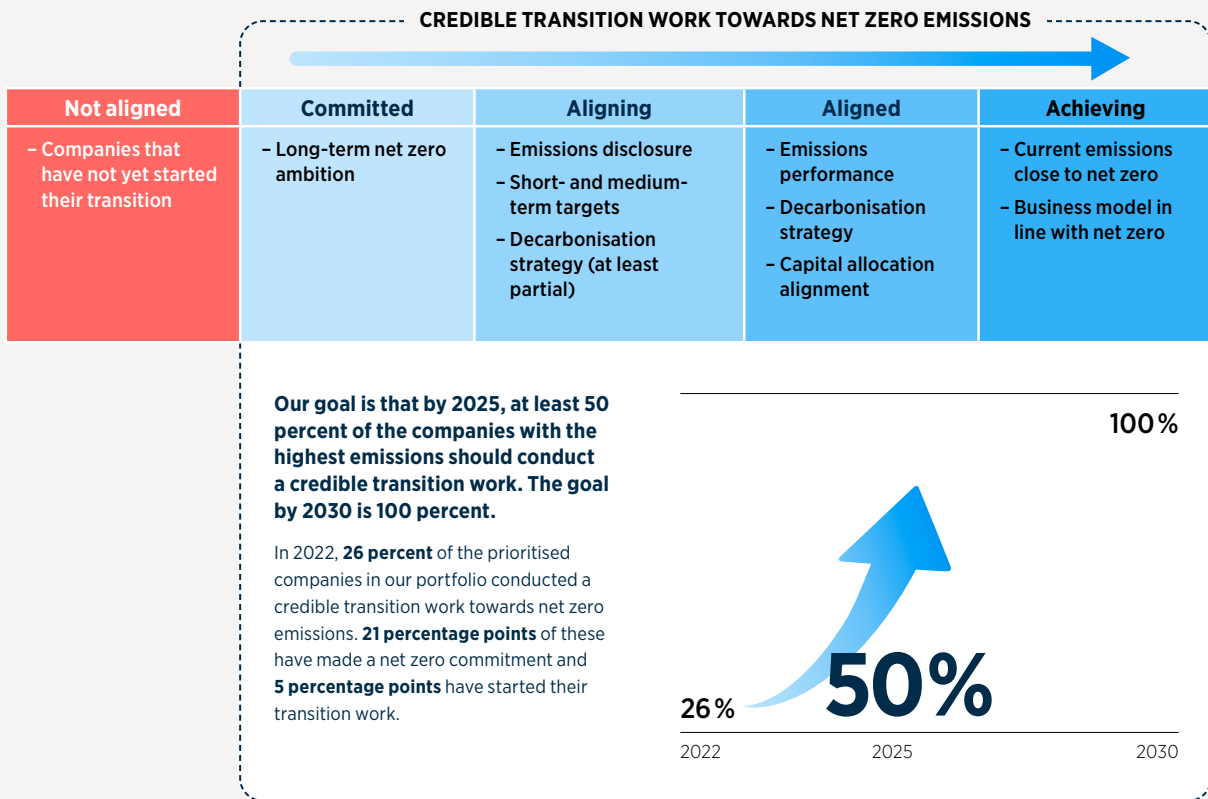 CREDIBLE TRANSITION WORK TOWARDS NET ZERO EMISSIONS
Not aligned
– Companies that
have not yet started
their transition
Committed
– Long-term net zero
ambition
Aligning
– Emissions disclosure
– Short- and medium-
term targets
– Decarbonisation
strategy (at least
partial)
Aligned
– Emissions
performance
– Decarbonisation
strategy
– Capital allocation
alignment
Achieving
– Current emissions
close to net zero
– Business model in
line with net zero
Our goal is that by 2025, at least 50
percent of the companies with the
highest emissions should conduct
a credible transition work. The goal
by 2030 is 100 percent.
In 2022, 26 percent of the prioritised
companies in our portfolio conducted a
credible transition work towards net zero
emissions. 21 percentage points of these
have made a net zero commitment and
5 percentage points have started their
transition work.
100 %
26 %
50%
2022
2025
2030